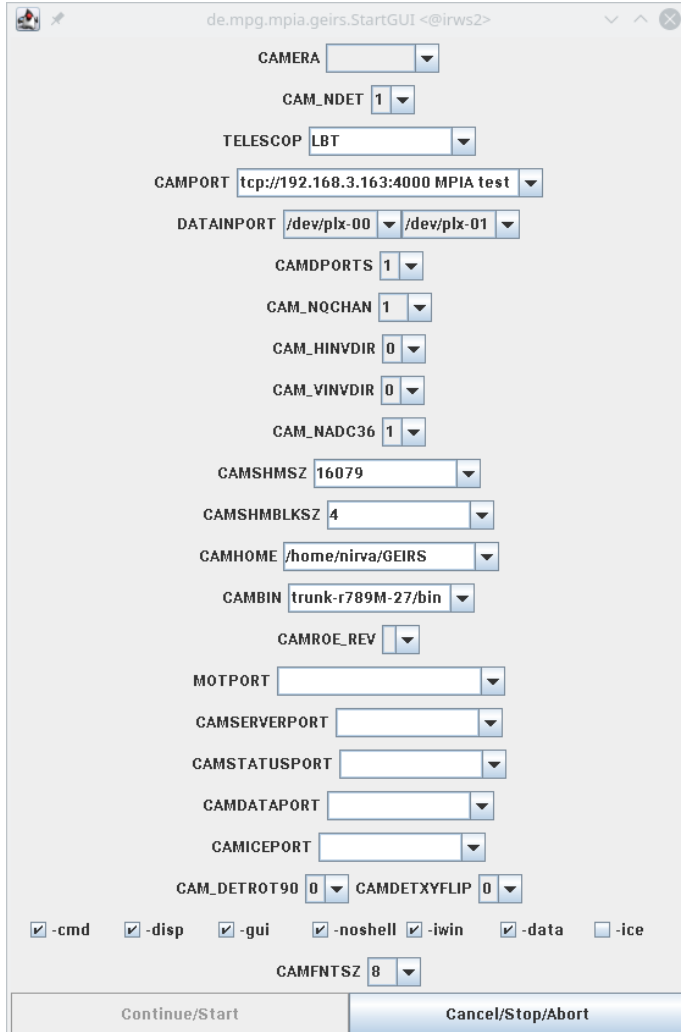 de.mpg.mpia.geirs.StartGUI <@irws2>
CAMERA
CAM_NDET 1
TELESCOP LBT
CAMPORT tcp://192.168.3.163:4000 MPIA test
DATAINPORT /dev/plx-00 /dev/plx-01
CAMDPORTS 1
CAM_NQCHAN 1
CAM_HINVDIR 0
CAM_VINVDIR 0
CAM_NADC36 1
CAMSHMSZ 16079
CAMSHMBLKSZ 4
CAMHOME /home/nirva/GEIRS
CAMBIN trunk-r789M-27/bin
CAMROE_REV
MOTPORT
CAMSERVERPORT
CAMSTATUSPORT
CAMDATAPORT
CAMICEPORT
CAM_DETROT90 0 CAMDETXYFLIP 0
-cmd -disp -gui -noshell -iwin -data -ice
CAMFNTSZ 8
Continue/Start Cancel/Stop/Abort